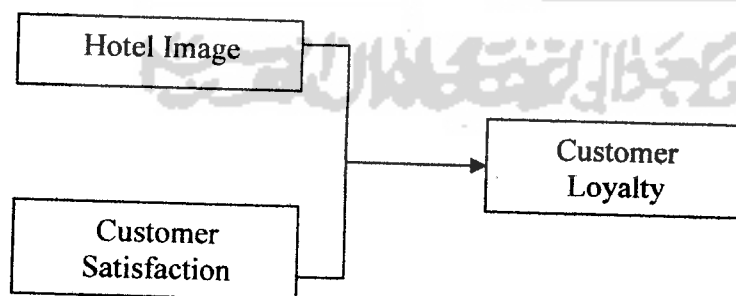 Hotel Image
Customer
Loyalty
Customer
Satisfaction